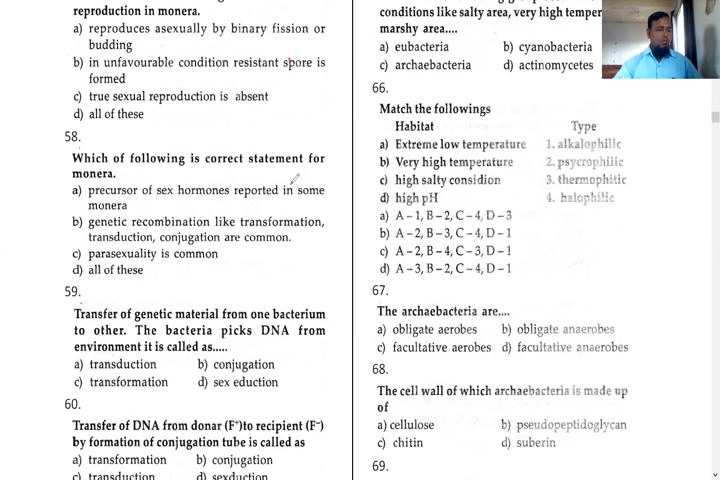 reproduction in monera.
a) reproduces asexually by binary fission or
budding
b) in unfavourable condition resistant spore is
formed
c) true sexual reproduction is absent
d) all of these
58.
Which of following is correct statement for
monera.
a) precursor of sex hormones reported in some
monera
b) genetic recombination like transformation,
transduction, conjugation are common.
c) parasexuality is common
d) all of these
59.
Transfer of genetic material from one bacterium
to other. The bacteria picks DNA from
environment it is called as.....
a) transduction b) conjugation
c) transformation d) sex eduction
60.
Transfer of DNA from donar (F⁺)to recipient (F⁻)
by formation of conjugation tube is called as
a) transformation b) conjugation
c) transduction d) sexduction
conditions like salty area, very high temper
marshy area....
a) eubacteria b) cyanobacteria
c) archaebacteria d) actinomycetes
66.
Match the followings
Habitat Type
a) Extreme low temperature 1. alkalophilic
b) Very high temperature 2. psycrophilic
c) high salty considion 3. thermophitic
d) high pH 4. halophilic
a) A – 1, B – 2, C – 4, D – 3
b) A – 2, B – 3, C – 4, D – 1
c) A – 2, B – 4, C – 3, D – 1
d) A – 3, B – 2, C – 4, D – 1
67.
The archaebacteria are....
a) obligate aerobes b) obligate anaerobes
c) facultative aerobes d) facultative anaerobes
68.
The cell wall of which archaebacteria is made up
of
a) cellulose b) pseudopeptidoglycan
c) chitin d) suberin
69.